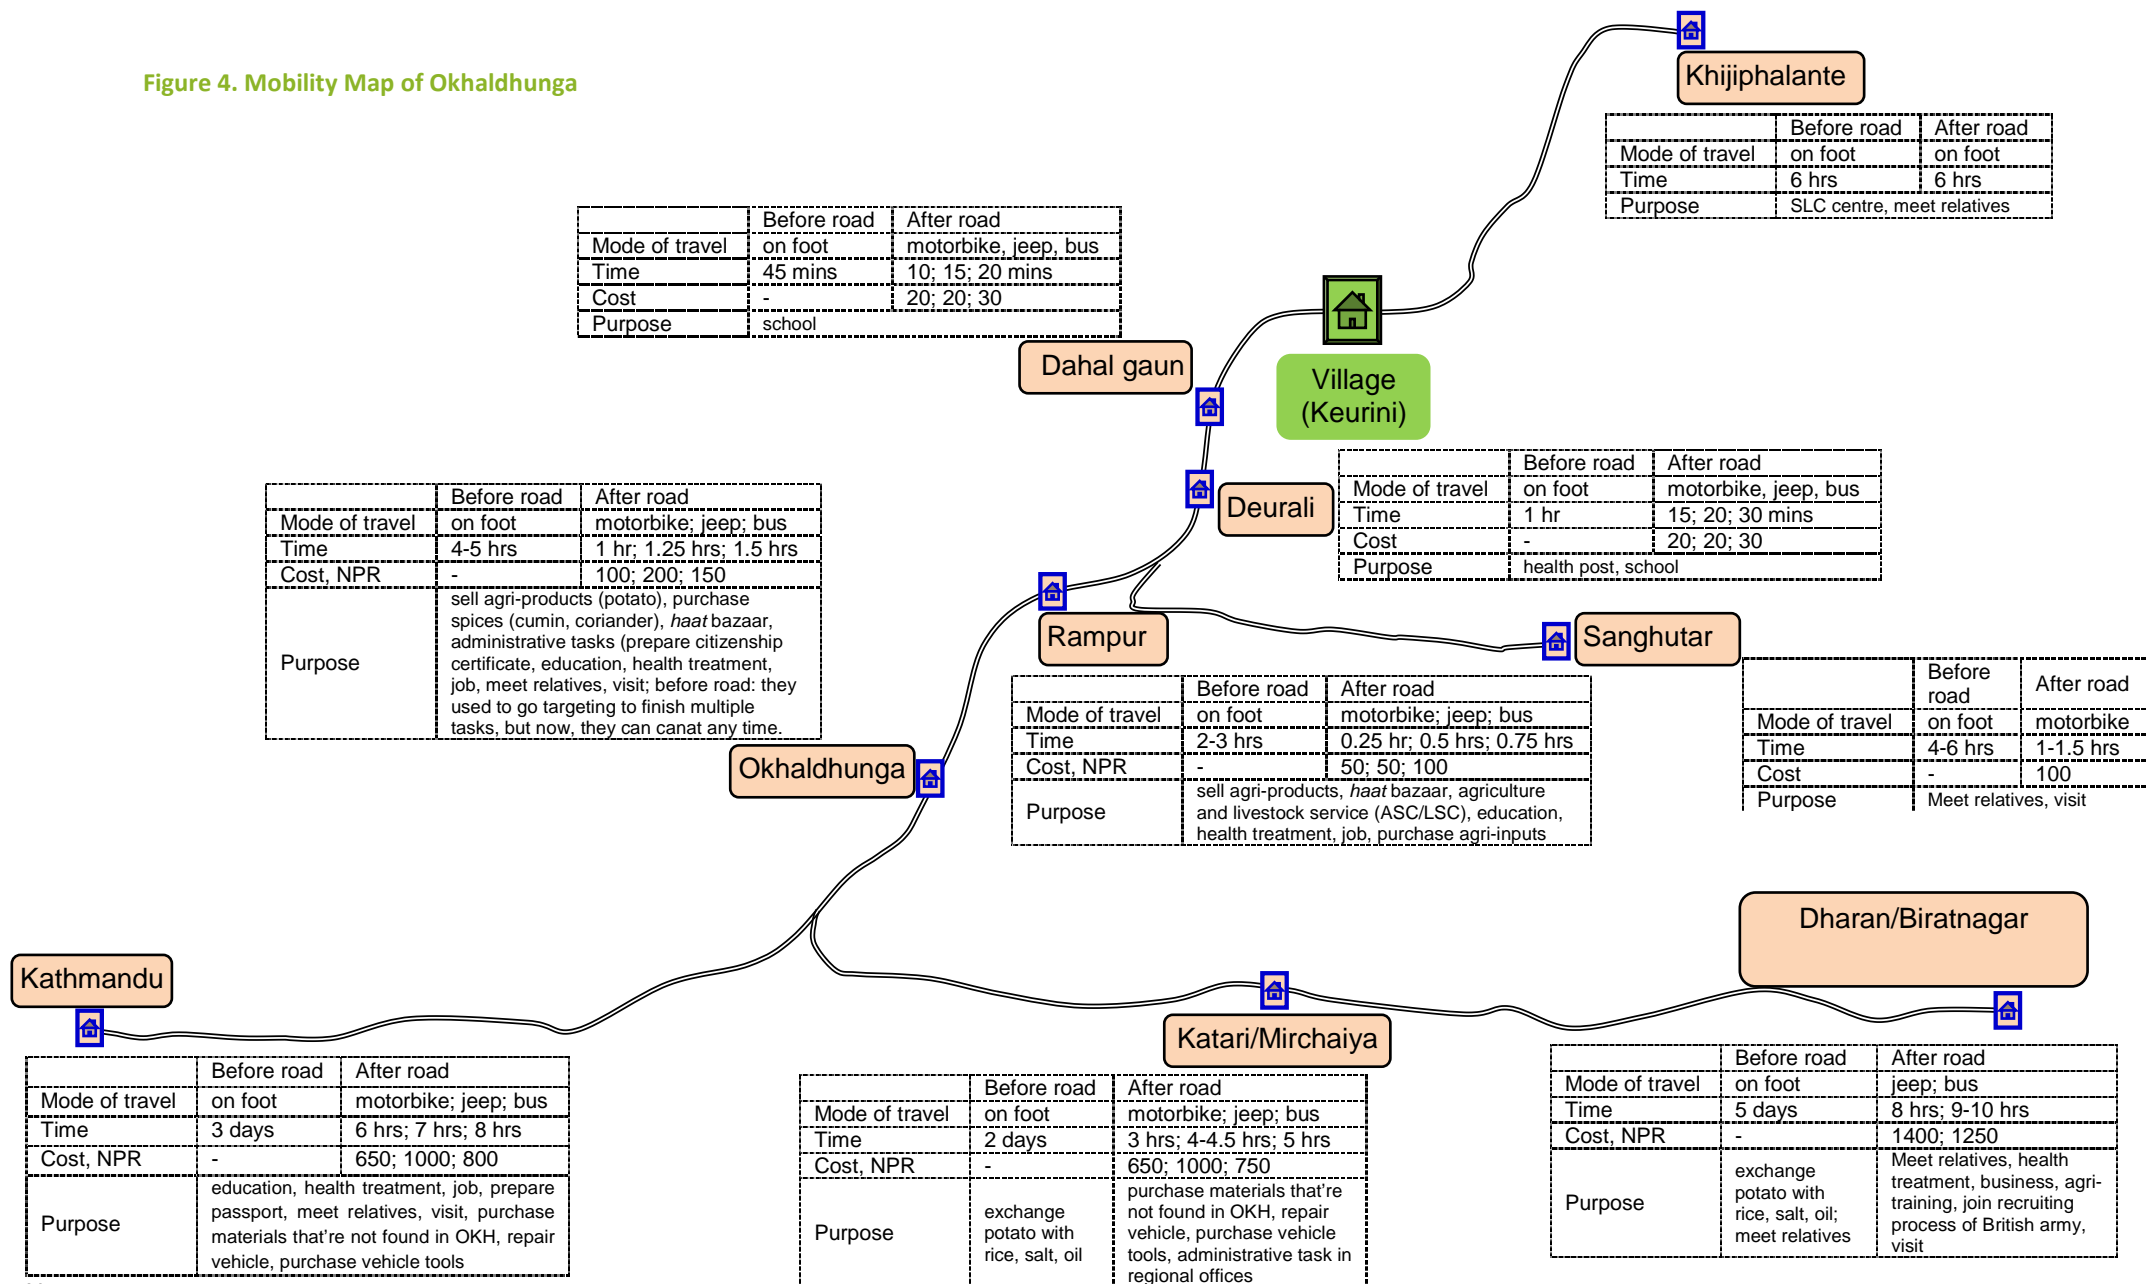 Figure 4. Mobility Map of Okhaldhunga
Khijiphalante
Before road After road
Mode of travel on foot on foot
Time 6 hrs 6 hrs
Purpose SLC centre, meet relatives
Before road After road
Mode of travel on foot motorbike, jeep, bus
Time 45 mins 10; 15; 20 mins
Cost - 20; 20; 30
Purpose school
Dahal gaun
Village
(Keurini)
Before road After road
Mode of travel on foot motorbike, jeep, bus
Time 1 hr 15; 20; 30 mins
Cost - 20; 20; 30
Purpose health post, school
Deurali
Before road After road
Mode of travel on foot motorbike; jeep; bus
Time 4-5 hrs 1 hr; 1.25 hrs; 1.5 hrs
Cost, NPR - 100; 200; 150
Purpose
sell agri-products (potato), purchase
spices (cumin, coriander), haat bazaar,
administrative tasks (prepare citizenship
certificate, education, health treatment,
job, meet relatives, visit; before road: they
used to go targeting to finish multiple
tasks, but now, they can canat any time.
Okhaldhunga
Rampur
Before road After road
Mode of travel on foot motorbike; jeep; bus
Time 2-3 hrs 0.25 hr; 0.5 hrs; 0.75 hrs
Cost, NPR - 50; 50; 100
Purpose
sell agri-products, haat bazaar, agriculture
and livestock service (ASC/LSC), education,
health treatment, job, purchase agri-inputs
Sanghutar
Before
road
After road
Mode of travel on foot motorbike
Time 4-6 hrs 1-1.5 hrs
Cost - 100
Purpose Meet relatives, visit
Kathmandu
Before road After road
Mode of travel on foot motorbike; jeep; bus
Time 3 days 6 hrs; 7 hrs; 8 hrs
Cost, NPR - 650; 1000; 800
Purpose
education, health treatment, job, prepare
passport, meet relatives, visit, purchase
materials that're not found in OKH, repair
vehicle, purchase vehicle tools
Katari/Mirchaiya
Before road After road
Mode of travel on foot motorbike; jeep; bus
Time 2 days 3 hrs; 4-4.5 hrs; 5 hrs
Cost, NPR - 650; 1000; 750
Purpose
exchange
potato with
rice, salt, oil
purchase materials that're
not found in OKH, repair
vehicle, purchase vehicle
tools, administrative task in
regional offices
Dharan/Biratnagar
Before road After road
Mode of travel on foot jeep; bus
Time 5 days 8 hrs; 9-10 hrs
Cost, NPR - 1400; 1250
Purpose
exchange
potato with
rice, salt, oil;
meet relatives
Meet relatives, health
treatment, business, agri-
training, join recruiting
process of British army,
visit